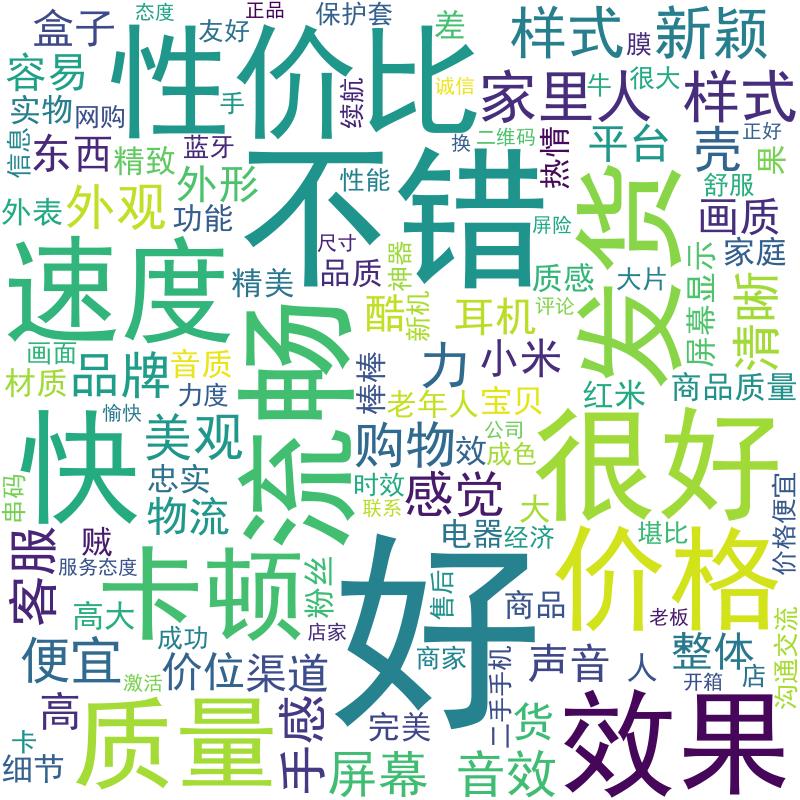 态度
正品
保护套
盒子
友好
差
样式
膜
新颖
性价比
容易
手
续航
诚信
家里人
牛
很大
样式
实物
网购
换
二维码
正好
信息
东西
精致
蓝牙
不错
热情
平台
壳
果
外表
外观
外形
功能
性能
屏险
发货
舒服
画质
速度
精美
尺寸
品质
神器
质感
大片
屏幕显示
家庭
清晰
流畅
酷
新机
耳机
评论
画面
材质
品牌
音质
力度
棒棒
力
小米
红米
商品质量
老年人
宝贝
愉快
快
美观
购物
效
公司
成色
很好
串码
忠实
物流
时效
联系
感觉
大
价格便宜
客服
贼
服务态度
卡顿
粉丝
好
电器
经济
堪比
价格
高大
成功
店家
售后
商品
老板
沟通交流
便宜
价位
渠道
商家
二手手机
声音
人
整体
店
激活
开箱
高
质量
手感
完美
货
效果
卡
细节
屏幕
音效